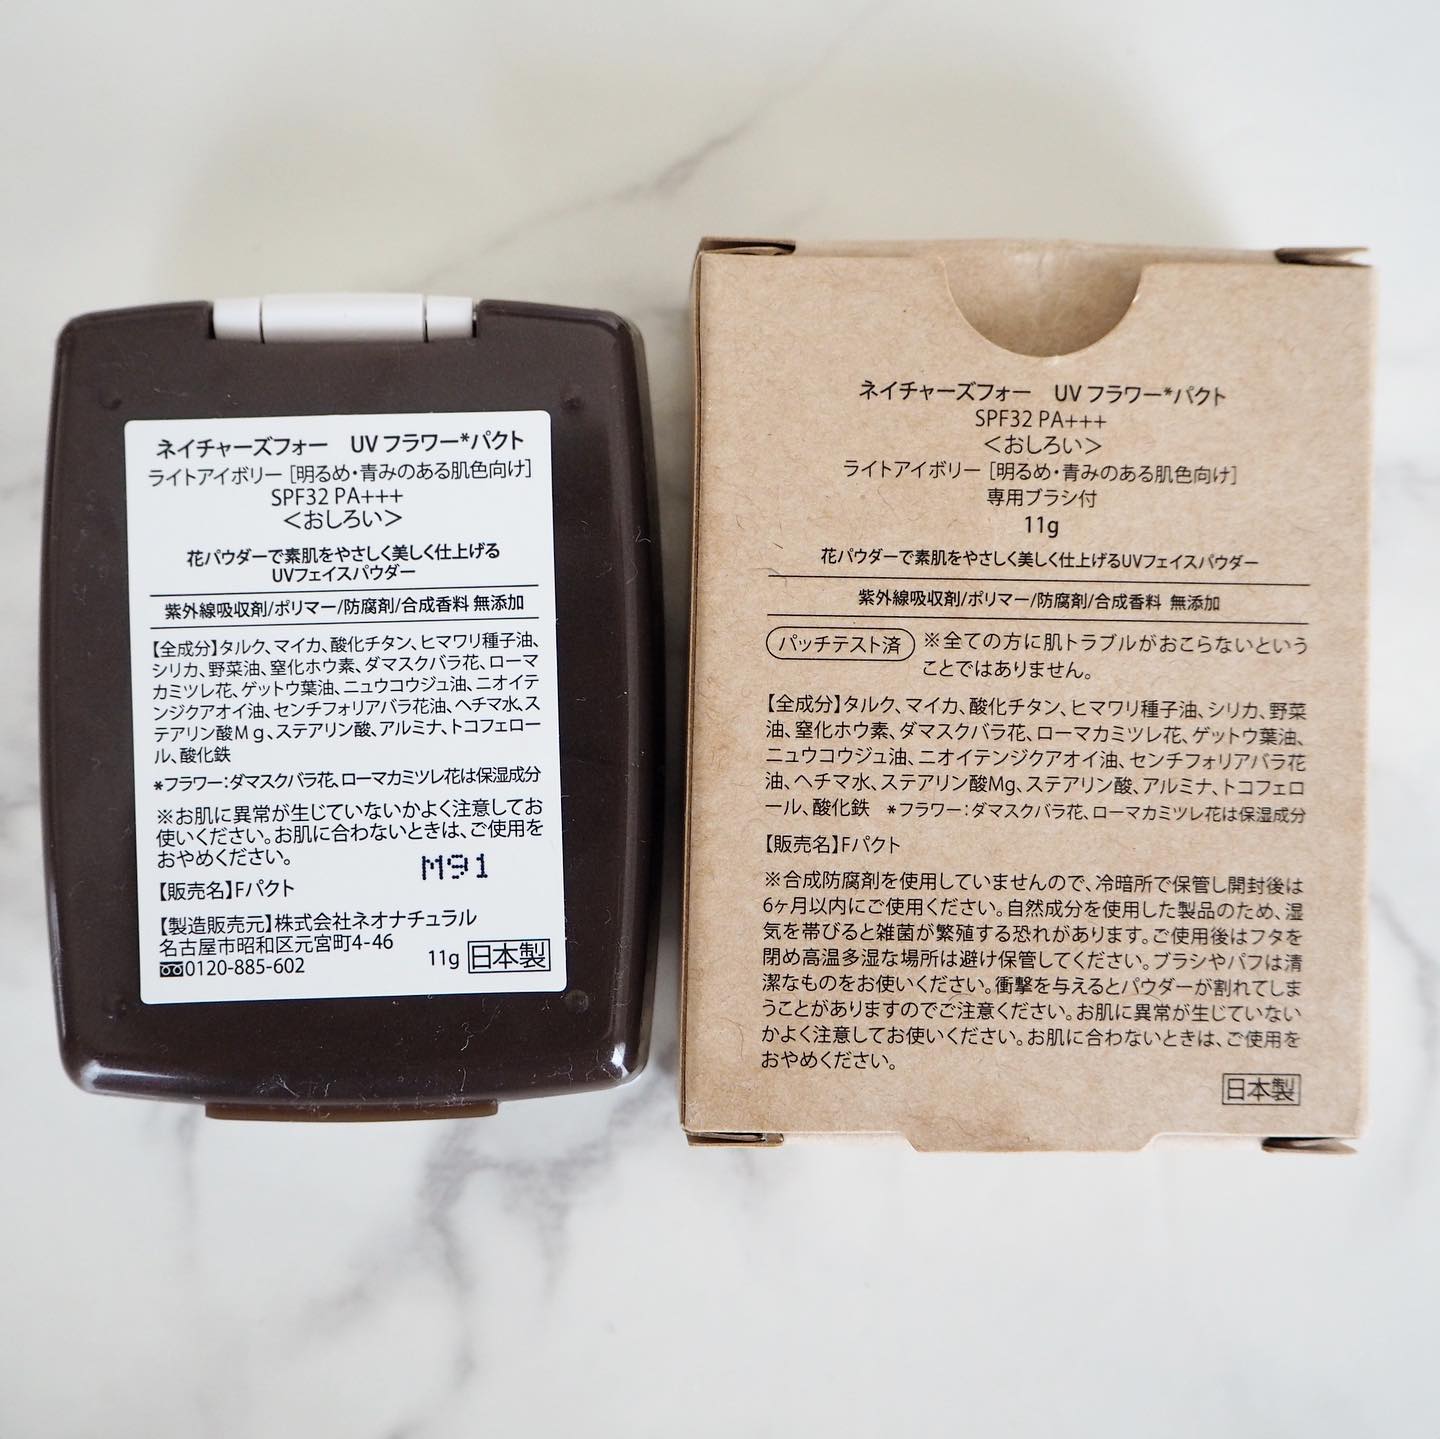 ネイチャーズフォー　UV フラワー*パクト
ライトアイボリー［明るめ・青みのある肌色向け］
SPF32 PA+++
＜おしろい＞
花パウダーで素肌をやさしく美しく仕上げる
UVフェイスパウダー
紫外線吸収剤/ポリマー/防腐剤/合成香料 無添加
【全成分】タルク、マイカ、酸化チタン、ヒマワリ種子油、
シリカ、野菜油、窒化ホウ素、ダマスクバラ花、ローマ
カミツレ花、ゲットウ葉油、ニュウコウジュ油、ニオイテ
ンジクアオイ油、センチフォリアバラ花油、ヘチマ水、ス
テアリン酸Ｍｇ、ステアリン酸、アルミナ、トコフェロー
ル、酸化鉄
*フラワー：ダマスクバラ花、ローマカミツレ花は保湿成分
※お肌に異常が生じていないかよく注意してお
使いください。お肌に合わないときは、ご使用を
おやめください。
M91
【販売名】Fパクト
【製造販売元】株式会社ネオナチュラル
名古屋市昭和区元宮町4-46
0120-885-602
11g 日本製
ネイチャーズフォー　UV フラワー*パクト
SPF32 PA+++
＜おしろい＞
ライトアイボリー［明るめ・青みのある肌色向け］
専用ブラシ付
11g
花パウダーで素肌をやさしく美しく仕上げるUVフェイスパウダー
紫外線吸収剤/ポリマー/防腐剤/合成香料 無添加
パッチテスト済 ※全ての方に肌トラブルがおこらないという
ことではありません。
【全成分】タルク、マイカ、酸化チタン、ヒマワリ種子油、シリカ、野菜
油、窒化ホウ素、ダマスクバラ花、ローマカミツレ花、ゲットウ葉油、
ニュウコウジュ油、ニオイテンジクアオイ油、センチフォリアバラ花
油、ヘチマ水、ステアリン酸Mg、ステアリン酸、アルミナ、トコフェロ
ール、酸化鉄　*フラワー：ダマスクバラ花、ローマカミツレ花は保湿成分
【販売名】Fパクト
※合成防腐剤を使用していませんので、冷暗所で保管し開封後は
6ヶ月以内にご使用ください。自然成分を使用した製品のため、湿
気を帯びると雑菌が繁殖する恐れがあります。ご使用後はフタを
閉め高温多湿な場所は避け保管してください。ブラシやパフは清
潔なものをお使いください。衝撃を与えるとパウダーが割れてしま
うことがありますのでご注意ください。お肌に異常が生じていない
かよく注意してお使いください。お肌に合わないときは、ご使用を
おやめください。
日本製